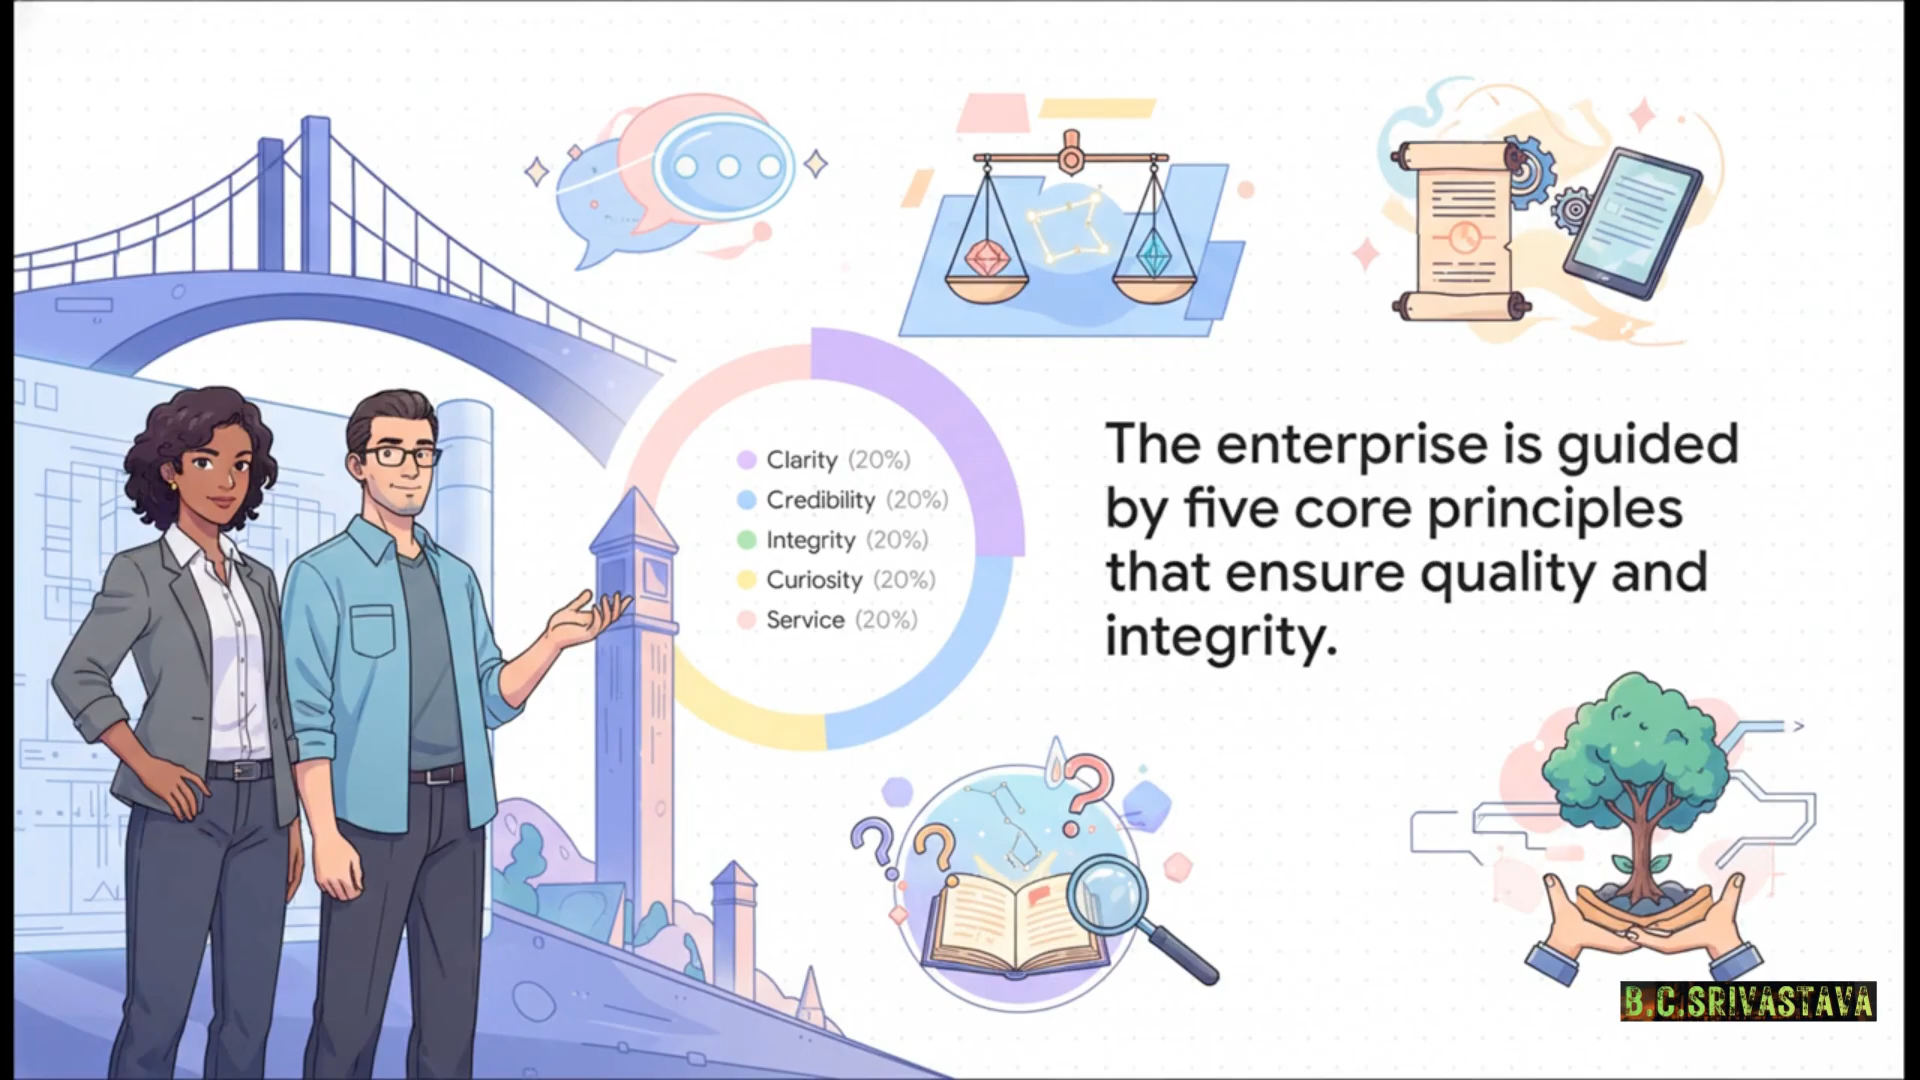 Clarity (20%)
Credibility (20%)
Integrity (20%)
Curiosity (20%)
Service (20%)
The enterprise is guided
by five core principles
that ensure quality and
integrity.
B.C.SRIVASTAVA